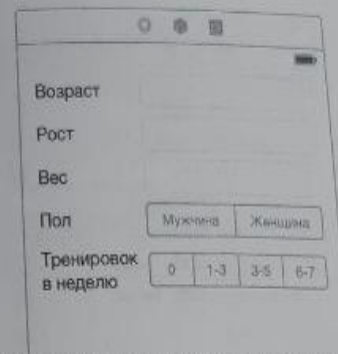 Возраст
Рост
Вес
Пол Мужчина Женщина
Тренировок
в неделю 0 1-3 3-5 6-7